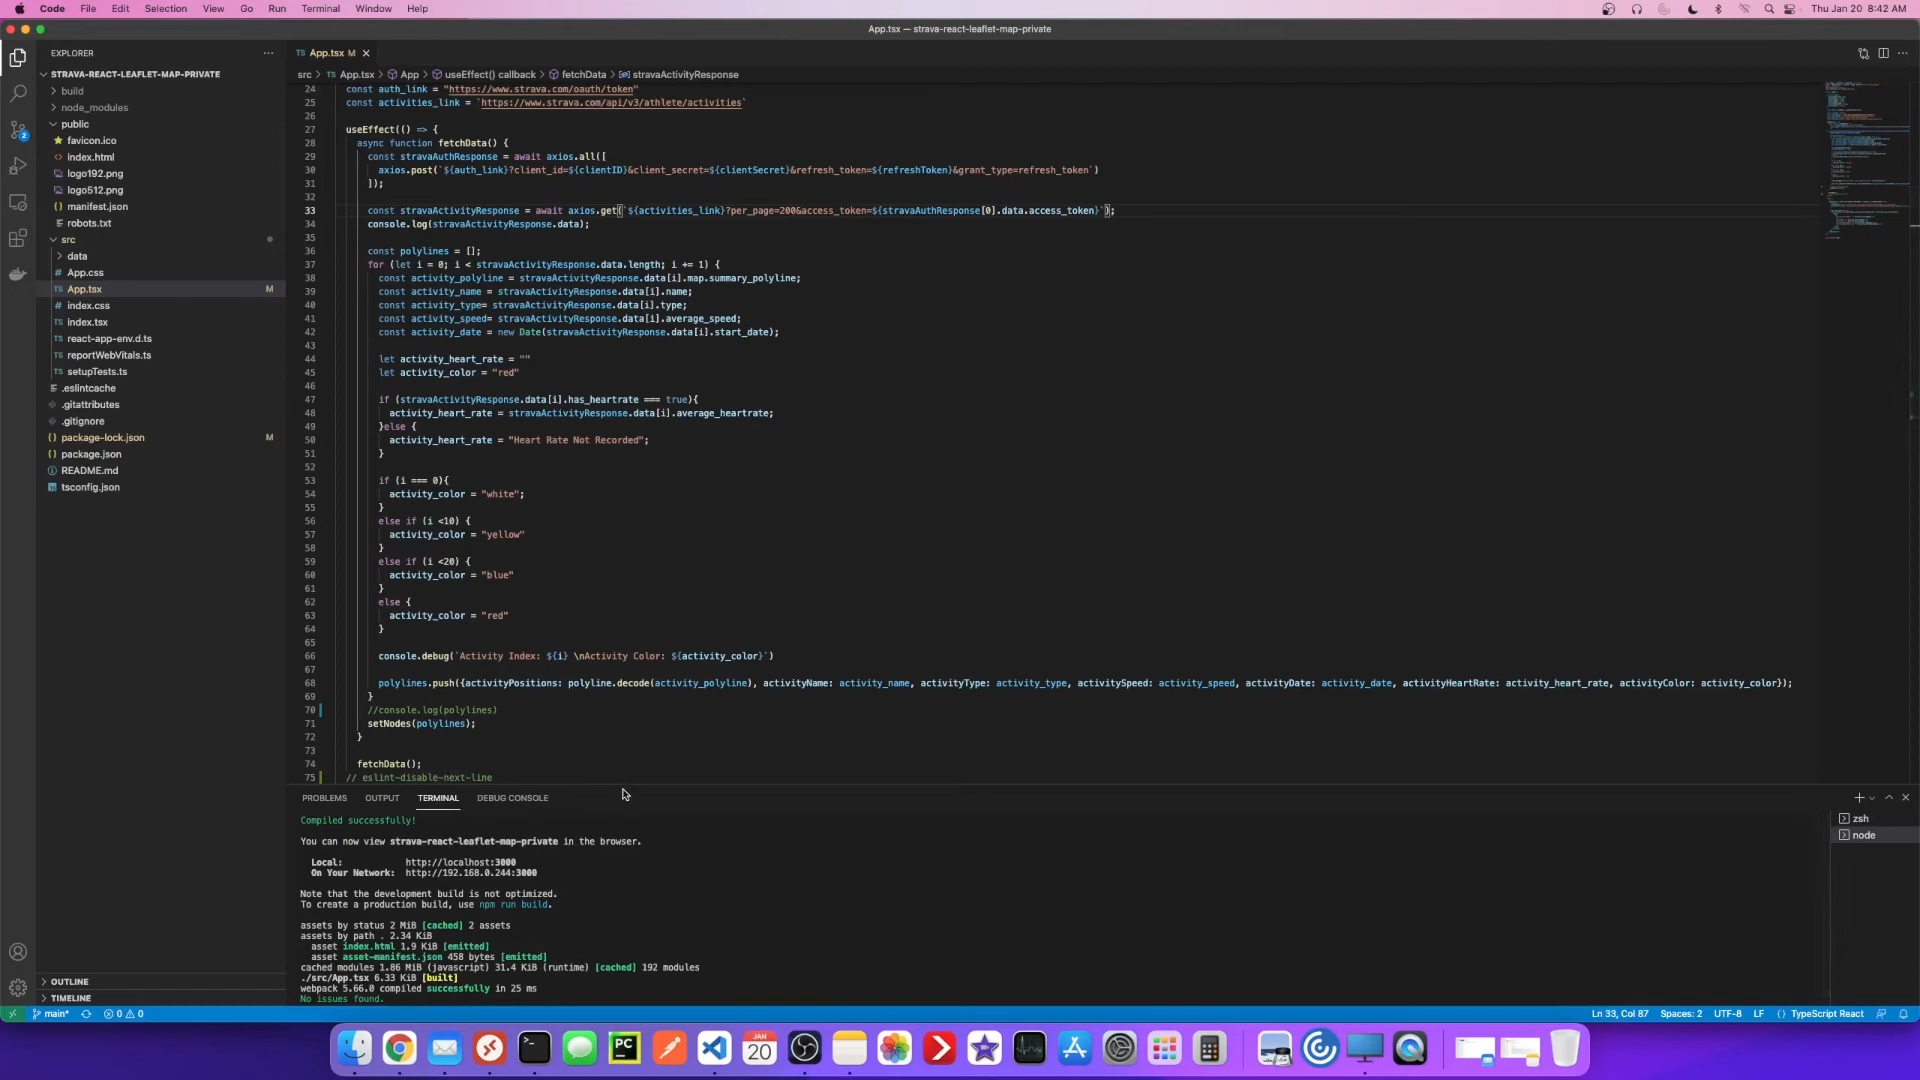 Code File Edit Selection View Go Run Terminal Window Help Thu Jan 20 8:42 AM
App.tsx — strava-react-leaflet-map-private
EXPLORER
App.tsx M
STRAVA-REACT-LEAFLET-MAP-PRIVATE
build
node_modules
public
favicon.ico
index.html
logo192.png
logo512.png
manifest.json
robots.txt
src
data
App.css
App.tsx M
index.css
index.tsx
react-app-env.d.ts
reportWebVitals.ts
setupTests.ts
.eslintcache
.gitattributes
.gitignore
package-lock.json M
package.json
README.md
tsconfig.json
OUTLINE
TIMELINE
src > App.tsx > App > useEffect() callback > fetchData > stravaActivityResponse
24 const auth_link = "https://www.strava.com/oauth/token"
25 const activities_link = `https://www.strava.com/api/v3/athlete/activities`
26
27 useEffect(() => {
28 async function fetchData() {
29 const stravaAuthResponse = await axios.all([
30 axios.post(`${auth_link}?client_id=${clientID}&client_secret=${clientSecret}&refresh_token=${refreshToken}&grant_type=refresh_token`)
31 ]);
32
33 const stravaActivityResponse = await axios.get(`${activities_link}?per_page=200&access_token=${stravaAuthResponse[0].data.access_token}`);
34 console.log(stravaActivityResponse.data);
35
36 const polylines = [];
37 for (let i = 0; i < stravaActivityResponse.data.length; i += 1) {
38 const activity_polyline = stravaActivityResponse.data[i].map.summary_polyline;
39 const activity_name = stravaActivityResponse.data[i].name;
40 const activity_type= stravaActivityResponse.data[i].type;
41 const activity_speed= stravaActivityResponse.data[i].average_speed;
42 const activity_date = new Date(stravaActivityResponse.data[i].start_date);
43
44 let activity_heart_rate = ""
45 let activity_color = "red"
46
47 if (stravaActivityResponse.data[i].has_heartrate === true){
48 activity_heart_rate = stravaActivityResponse.data[i].average_heartrate;
49 }else {
50 activity_heart_rate = "Heart Rate Not Recorded";
51 }
52
53 if (i === 0){
54 activity_color = "white";
55 }
56 else if (i <10) {
57 activity_color = "yellow"
58 }
59 else if (i <20) {
60 activity_color = "blue"
61 }
62 else {
63 activity_color = "red"
64 }
65
66 console.debug(`Activity Index: ${i} \nActivity Color: ${activity_color}`)
67
68 polylines.push({activityPositions: polyline.decode(activity_polyline), activityName: activity_name, activityType: activity_type, activitySpeed: activity_speed, activityDate: activity_date, activityHeartRate: activity_heart_rate, activityColor: activity_color});
69 }
70 //console.log(polylines)
71 setNodes(polylines);
72 }
73
74 fetchData();
75 // eslint-disable-next-line
PROBLEMS OUTPUT TERMINAL DEBUG CONSOLE
Compiled successfully!
You can now view strava-react-leaflet-map-private in the browser.
Local: http://localhost:3000
On Your Network: http://192.168.0.244:3000
Note that the development build is not optimized.
To create a production build, use npm run build.
assets by status 2 MiB [cached] 2 assets
assets by path . 2.34 KiB
asset index.html 1.9 KiB [emitted]
asset asset-manifest.json 458 bytes [emitted]
cached modules 1.86 MiB (javascript) 31.4 KiB (runtime) [cached] 192 modules
./src/App.tsx 6.33 KiB [built]
webpack 5.66.0 compiled successfully in 25 ms
No issues found.
zsh
node
main* 0 0 Ln 33, Col 87 Spaces: 2 UTF-8 LF {} TypeScript React
PC
JAN
20